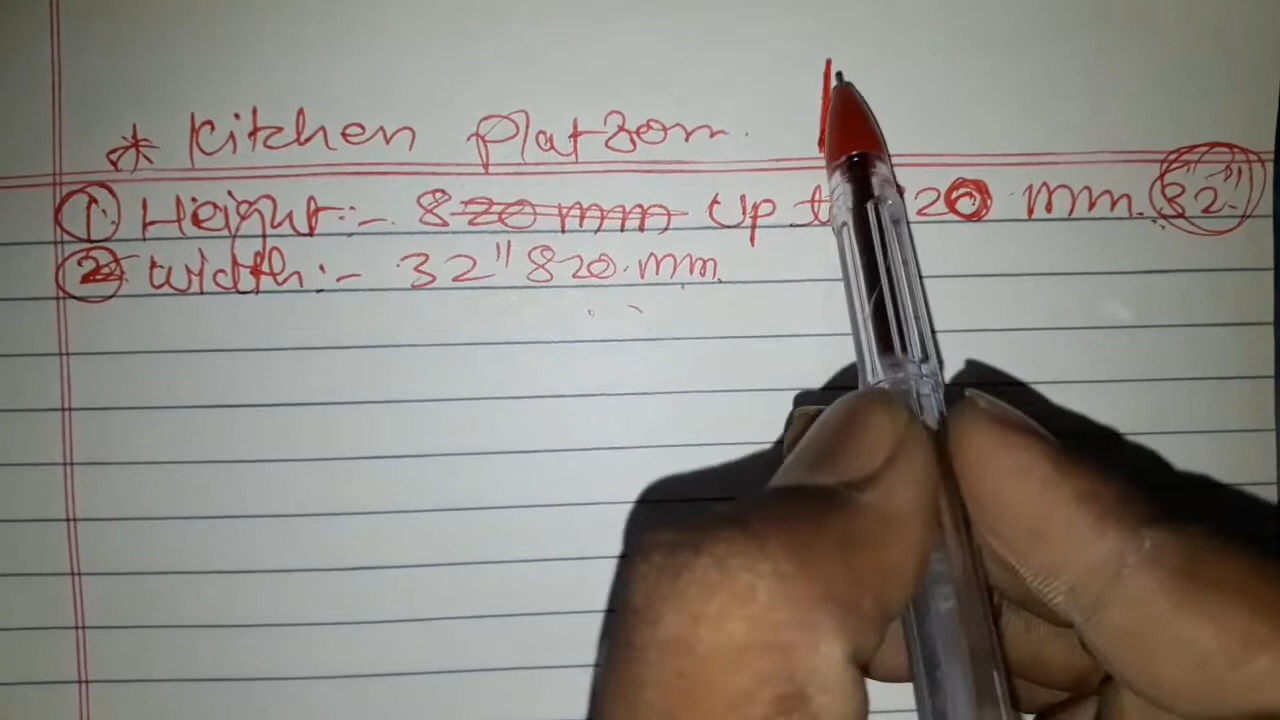 * Kitchen Platform.
① Height:- 820 mm up t 20 mm. 32"
② Width:- 32" 820.mm